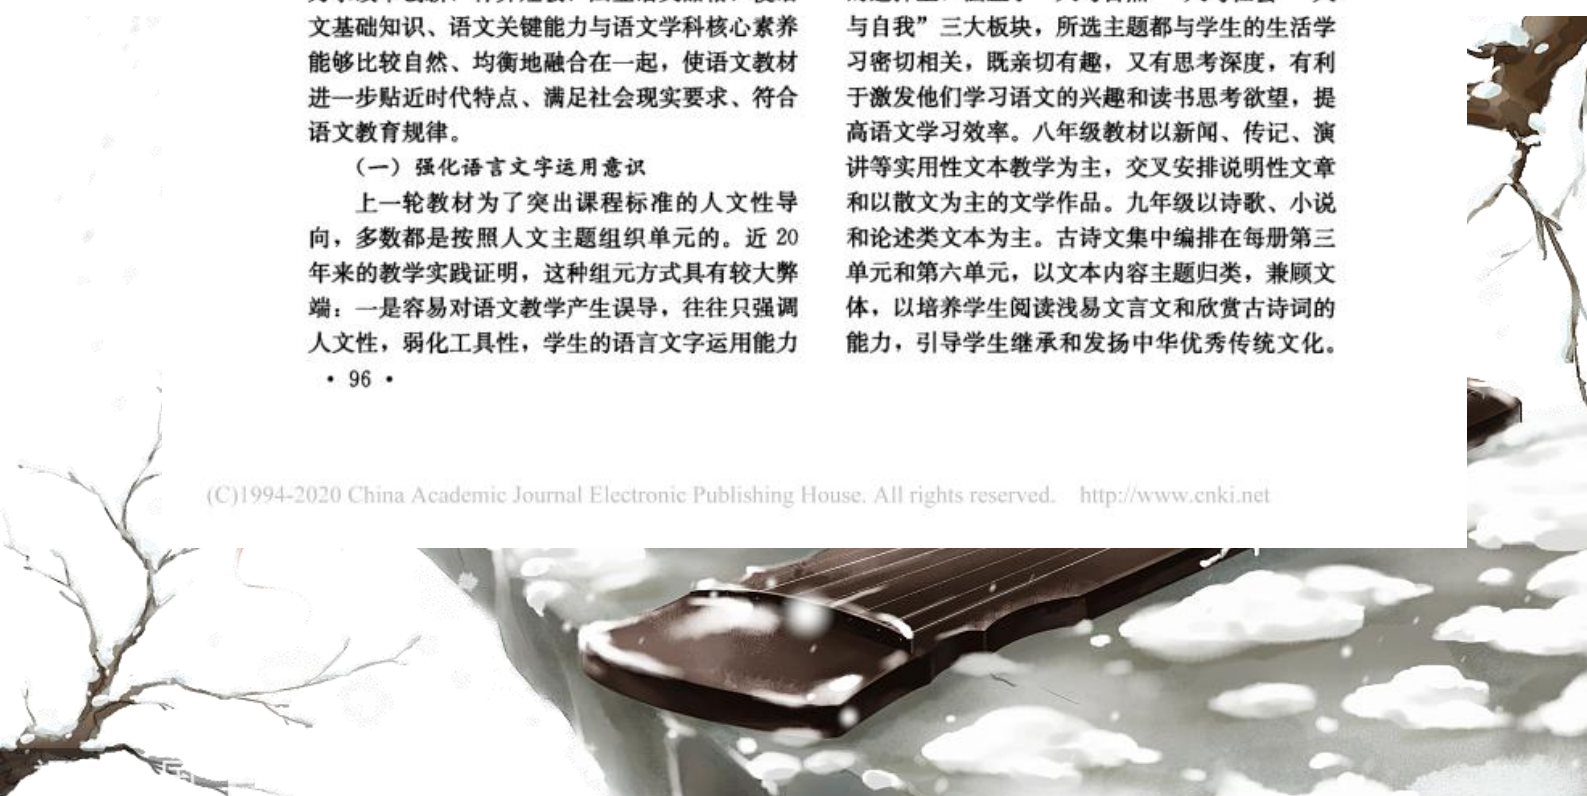 文基础知识、语文关键能力与语文学科核心素养
能够比较自然、均衡地融合在一起，使语文教材
进一步贴近时代特点、满足社会现实要求、符合
语文教育规律。
（一）强化语言文字运用意识
上一轮教材为了突出课程标准的人文性导
向，多数都是按照人文主题组织单元的。近 20
年来的教学实践证明，这种组元方式具有较大弊
端：一是容易对语文教学产生误导，往往只强调
人文性，弱化工具性，学生的语言文字运用能力
· 96 ·
与自我”三大板块，所选主题都与学生的生活学
习密切相关，既亲切有趣，又有思考深度，有利
于激发他们学习语文的兴趣和读书思考欲望，提
高语文学习效率。八年级教材以新闻、传记、演
讲等实用性文本教学为主，交叉安排说明性文章
和以散文为主的文学作品。九年级以诗歌、小说
和论述类文本为主。古诗文集中编排在每册第三
单元和第六单元，以文本内容主题归类，兼顾文
体，以培养学生阅读浅易文言文和欣赏古诗词的
能力，引导学生继承和发扬中华优秀传统文化。
(C)1994-2020 China Academic Journal Electronic Publishing House. All rights reserved. http://www.cnki.net